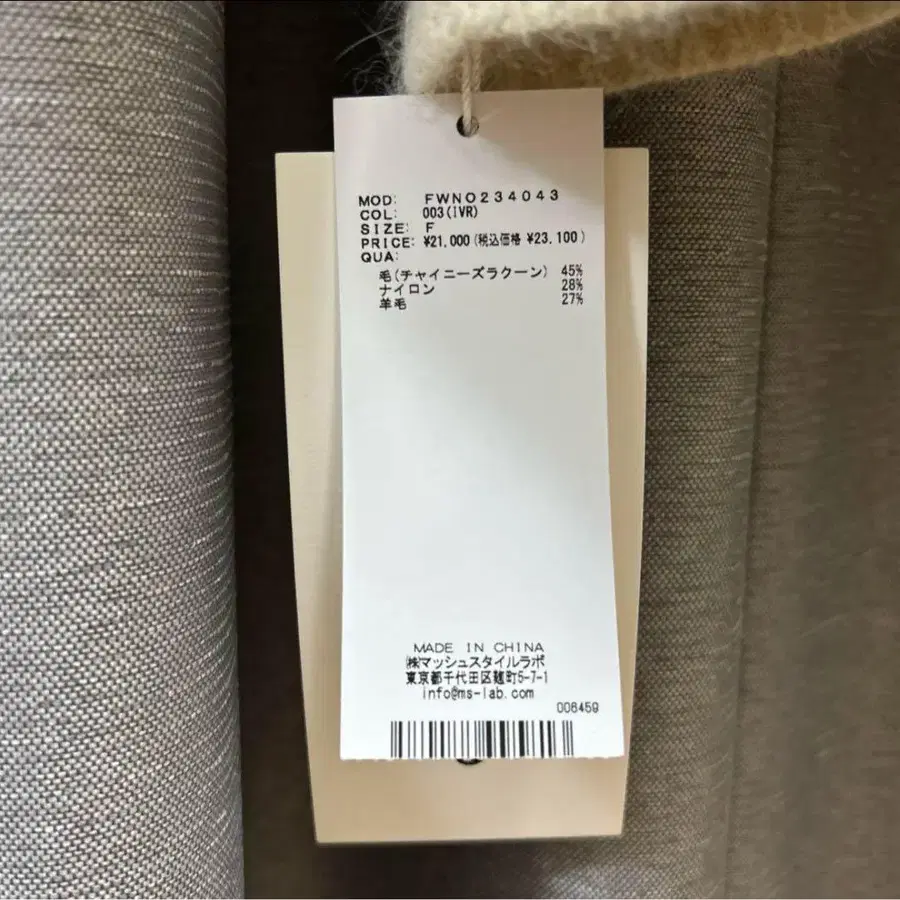 MOD: FWNO234043
COL: 003(IVR)
SIZE: F
PRICE: ¥21,000(税込価格 ¥23,100)
QUA:
毛(チャイニーズラクーン) 45%
ナイロン 28%
羊毛 27%
MADE IN CHINA
㈱マッシュスタイルラボ
東京都千代田区麹町5-7-1
info@ms-lab.com
006459